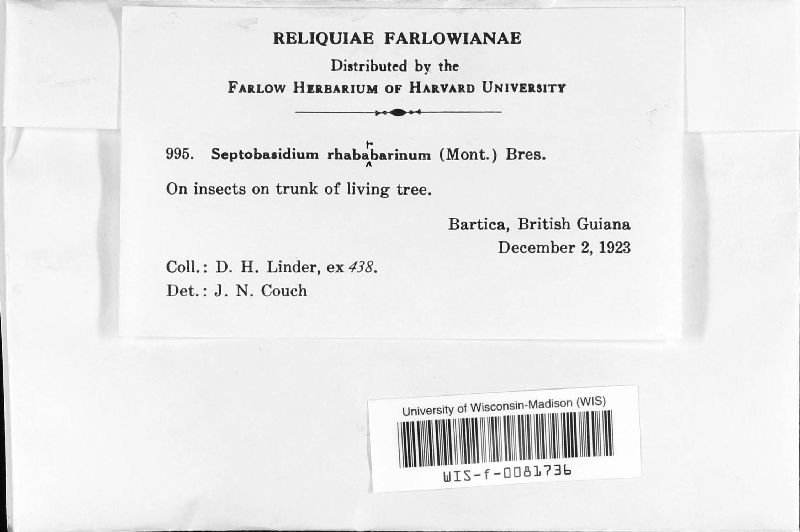 RELIQUIAE FARLOWIANAE
Distributed by the
FARLOW HERBARIUM OF HARVARD UNIVERSITY
995. Septobasidium rhababarinum (Mont.) Bres.
r
^
On insects on trunk of living tree.
Bartica, British Guiana
December 2, 1923
Coll.: D. H. Linder, ex 438.
Det.: J. N. Couch
University of Wisconsin-Madison (WIS)
WIS-f-0081736